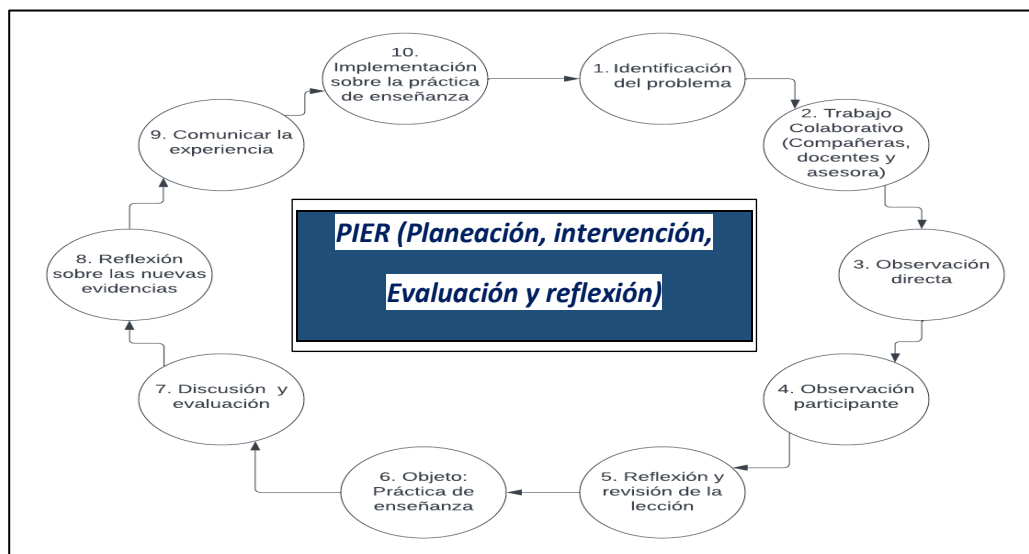 10.
Implementación
sobre la práctica
de enseñanza
1. Identificación
del problema
2. Trabajo
Colaborativo
(Compañeras,
docentes y
asesora)
3. Observación
directa
4. Observación
participante
5. Reflexión y
revisión de la
lección
6. Objeto:
Práctica de
enseñanza
7. Discusión y
evaluación
8. Reflexión
sobre las nuevas
evidencias
9. Comunicar la
experiencia
PIER (Planeación, intervención,
Evaluación y reflexión)